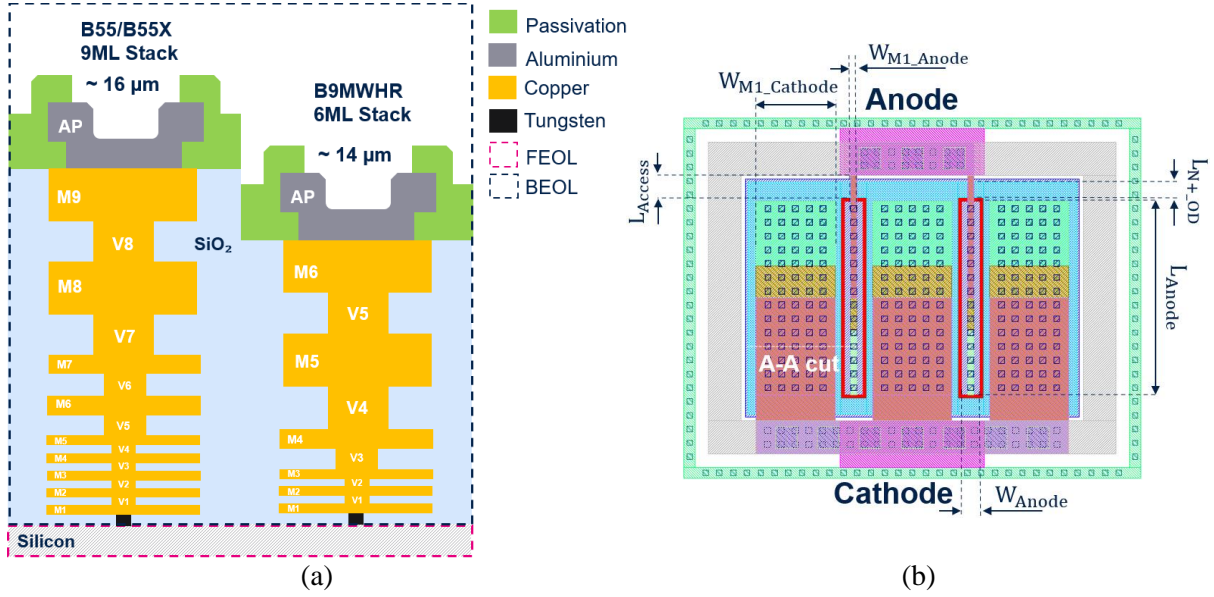 B55/B55X
9ML Stack
~ 16 µm
AP
M9
V8
M8
V7
M7
V6
M6
V5
M5
V4
M4
V3
M3
V2
M2
V1
M1
SiO₂
B9MWHR
6ML Stack
~ 14 µm
AP
M6
V5
M5
V4
M4
V3
M3
V2
M2
V1
M1
Silicon
Passivation
Aluminium
Copper
Tungsten
FEOL
BEOL
(a)
W_M1_Anode
W_M1_Cathode
Anode
L_Access
L_N+_OD
L_Anode
A-A cut
Cathode
W_Anode
(b)